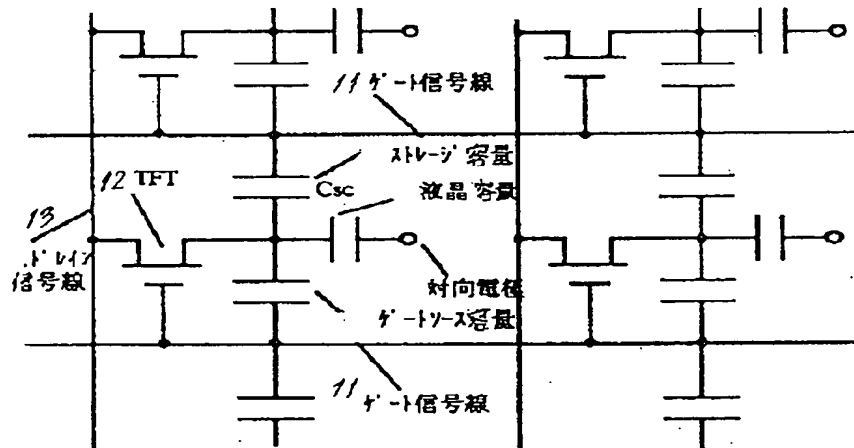 11 ゲート信号線
ストレージ容量
Csc
液晶容量
12 TFT
13
ドレイン
信号線
対向電極
ゲートソース容量
11 ゲート信号線